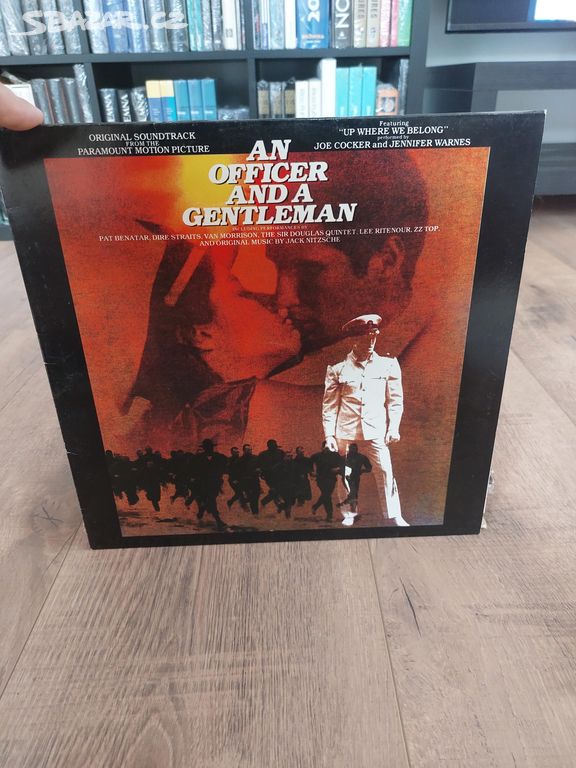 SBAZAR.CZ
ORIGINAL SOUNDTRACK
FROM THE
PARAMOUNT MOTION PICTURE
Featuring
"UP WHERE WE BELONG"
performed by
JOE COCKER and JENNIFER WARNES
AN
OFFICER
AND A
GENTLEMAN
INCLUDING PERFORMANCES BY
PAT BENATAR, DIRE STRAITS, VAN MORRISON, THE SIR DOUGLAS QUINTET, LEE RITENOUR, ZZ TOP,
AND ORIGINAL MUSIC BY JACK NITZSCHE